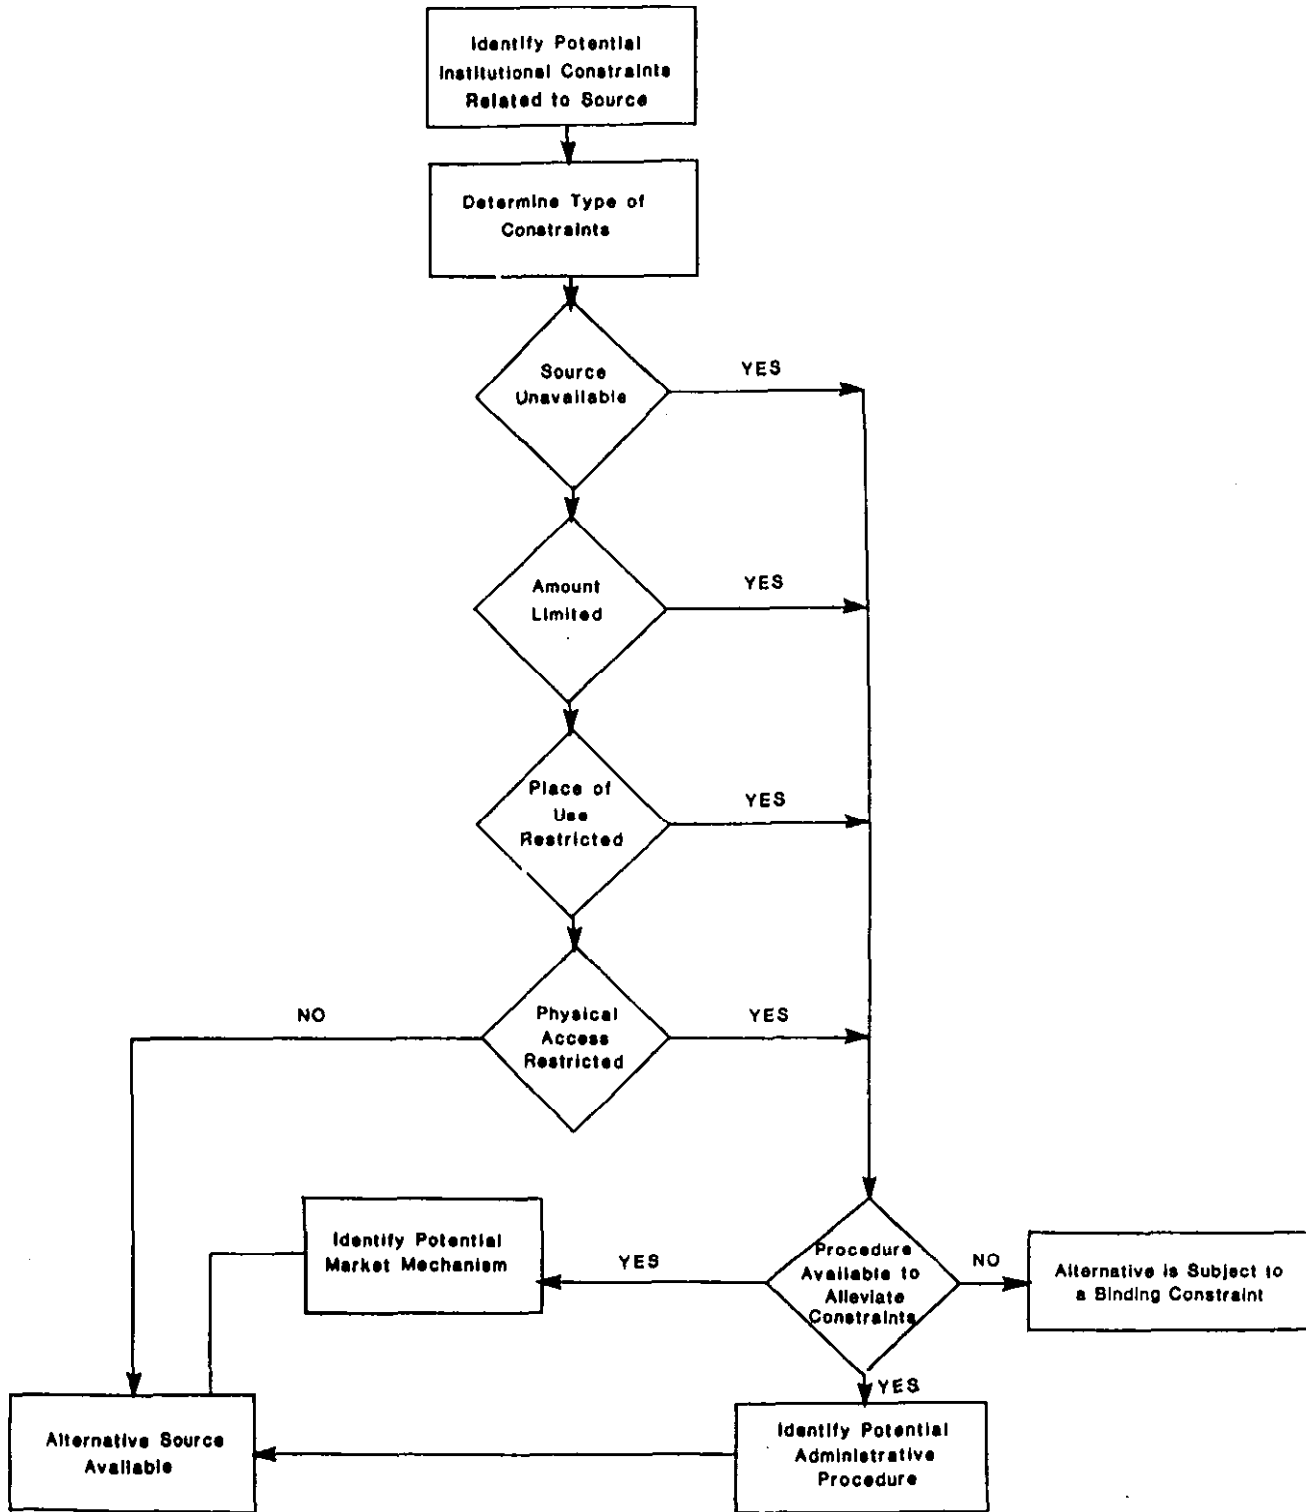 Identify Potential
Institutional Constraints
Related to Source
Determine Type of
Constraints
Source
Unavailable
YES
Amount
Limited
YES
Place of
Use
Restricted
YES
NO
Physical
Access
Restricted
YES
Identify Potential
Market Mechanism
YES
Procedure
Available to
Alleviate
Constraints
NO
Alternative is Subject to
a Binding Constraint
YES
Alternative Source
Available
Identify Potential
Administrative
Procedure